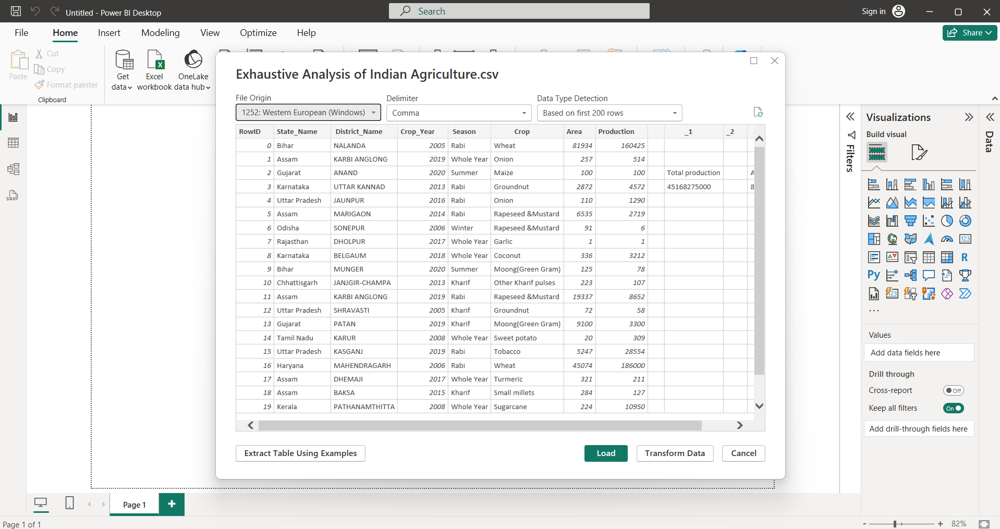 Untitled - Power BI Desktop
Search
Sign in
File Home Insert Modeling View Optimize Help
Share
Paste
Cut
Copy
Format painter
Clipboard
Get data
Excel workbook
OneLake data hub
Exhaustive Analysis of Indian Agriculture.csv
File Origin
1252: Western European (Windows)
Delimiter
Comma
Data Type Detection
Based on first 200 rows
RowID State_Name District_Name Crop_Year Season Crop Area Production _1 _2
0 Bihar NALANDA 2005 Rabi Wheat 81934 160425
1 Assam KARBI ANGLONG 2019 Whole Year Onion 257 514
2 Gujarat ANAND 2020 Summer Maize 100 100 Total production A
3 Karnataka UTTAR KANNAD 2013 Rabi Groundnut 2872 4572 45168275000 8
4 Uttar Pradesh JAUNPUR 2016 Rabi Onion 110 1290
5 Assam MARIGAON 2014 Rabi Rapeseed &Mustard 6535 2719
6 Odisha SONEPUR 2006 Winter Rapeseed &Mustard 91 6
7 Rajasthan DHOLPUR 2017 Whole Year Garlic 1 1
8 Karnataka BELGAUM 2018 Whole Year Coconut 336 3212
9 Bihar MUNGER 2020 Summer Moong(Green Gram) 125 78
10 Chhattisgarh JANJGIR-CHAMPA 2013 Kharif Other Kharif pulses 223 107
11 Assam KARBI ANGLONG 2019 Rabi Rapeseed &Mustard 19337 8652
12 Uttar Pradesh SHRAVASTI 2005 Kharif Groundnut 72 58
13 Gujarat PATAN 2019 Kharif Moong(Green Gram) 9100 3300
14 Tamil Nadu KARUR 2008 Whole Year Sweet potato 20 309
15 Uttar Pradesh KASGANJ 2019 Rabi Tobacco 5247 28554
16 Haryana MAHENDRAGARH 2006 Rabi Wheat 45074 186000
17 Assam DHEMAJI 2017 Whole Year Turmeric 321 211
18 Assam BAKSA 2015 Kharif Small millets 284 127
19 Kerala PATHANAMTHITTA 2008 Whole Year Sugarcane 224 10950
Extract Table Using Examples
Load
Transform Data
Cancel
DAX
Filters
Visualizations
Build visual
123
R
Py
123
Values
Add data fields here
Drill through
Cross-report
Off
Keep all filters
On
Add drill-through fields here
Data
Page 1
+
Page 1 of 1
- + 82%